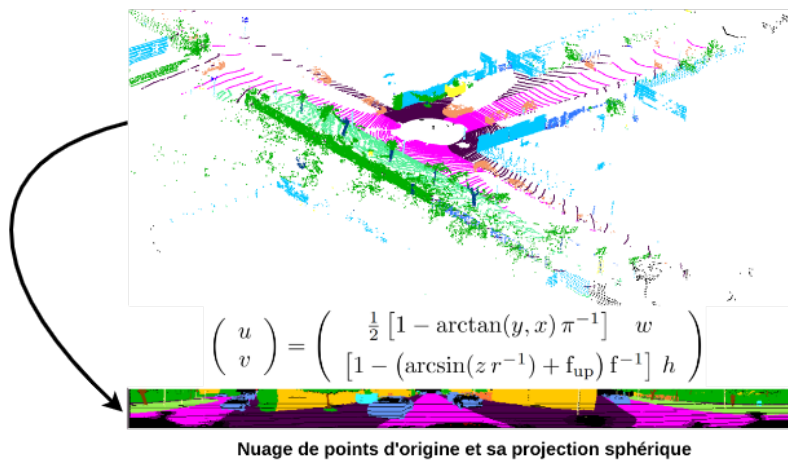 ( u v ) = ( ½ [1 − arctan(y, x) π⁻¹] w
[1 − (arcsin(z r⁻¹) + f_up) f⁻¹] h )
Nuage de points d'origine et sa projection sphérique